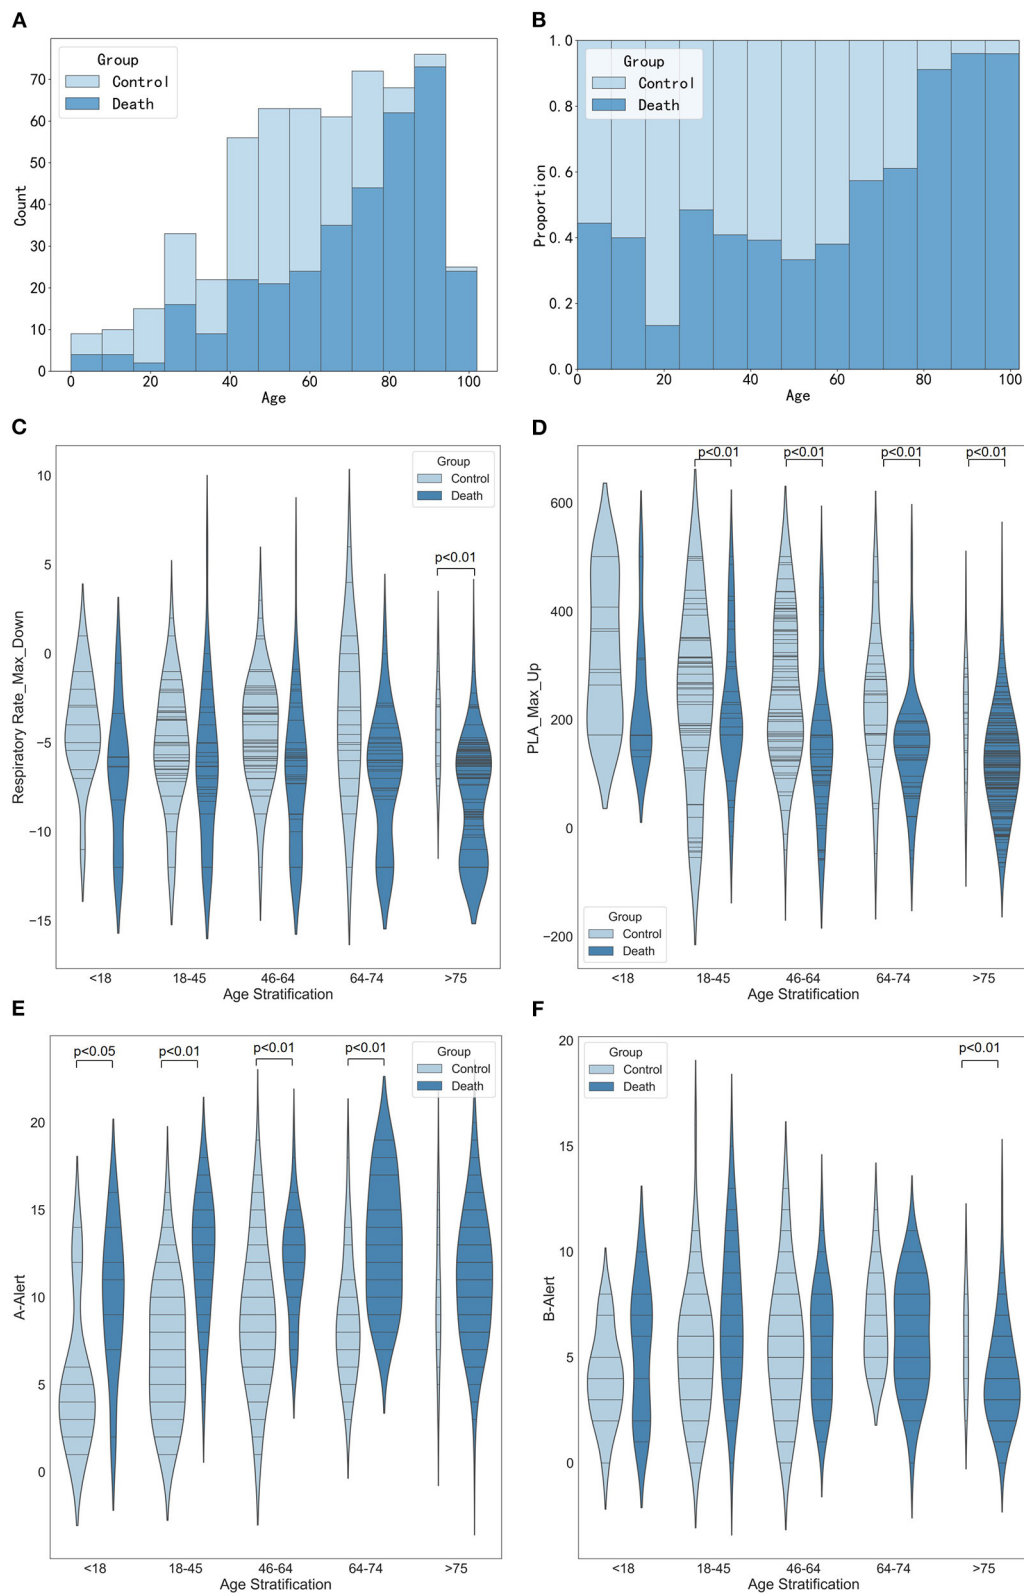 A
Group
Control
Death
70
60
50
40
30
20
10
0
Count
0 20 40 60 80 100
Age
B
Group
Control
Death
1.0
0.8
0.6
0.4
0.2
0.0
Proportion
0 20 40 60 80 100
Age
C
Group
Control
Death
p<0.01
10
5
0
−5
−10
−15
Respiratory Rate_Max_Down
<18 18-45 46-64 64-74 >75
Age Stratification
D
p<0.01 p<0.01 p<0.01 p<0.01
600
400
200
0
−200
PLA_Max_Up
Group
Control
Death
<18 18-45 46-64 64-74 >75
Age Stratification
E
p<0.05 p<0.01 p<0.01 p<0.01
Group
Control
Death
20
15
10
5
0
A-Alert
<18 18-45 46-64 64-74 >75
Age Stratification
F
Group
Control
Death
p<0.01
20
15
10
5
0
B-Alert
<18 18-45 46-64 64-74 >75
Age Stratification